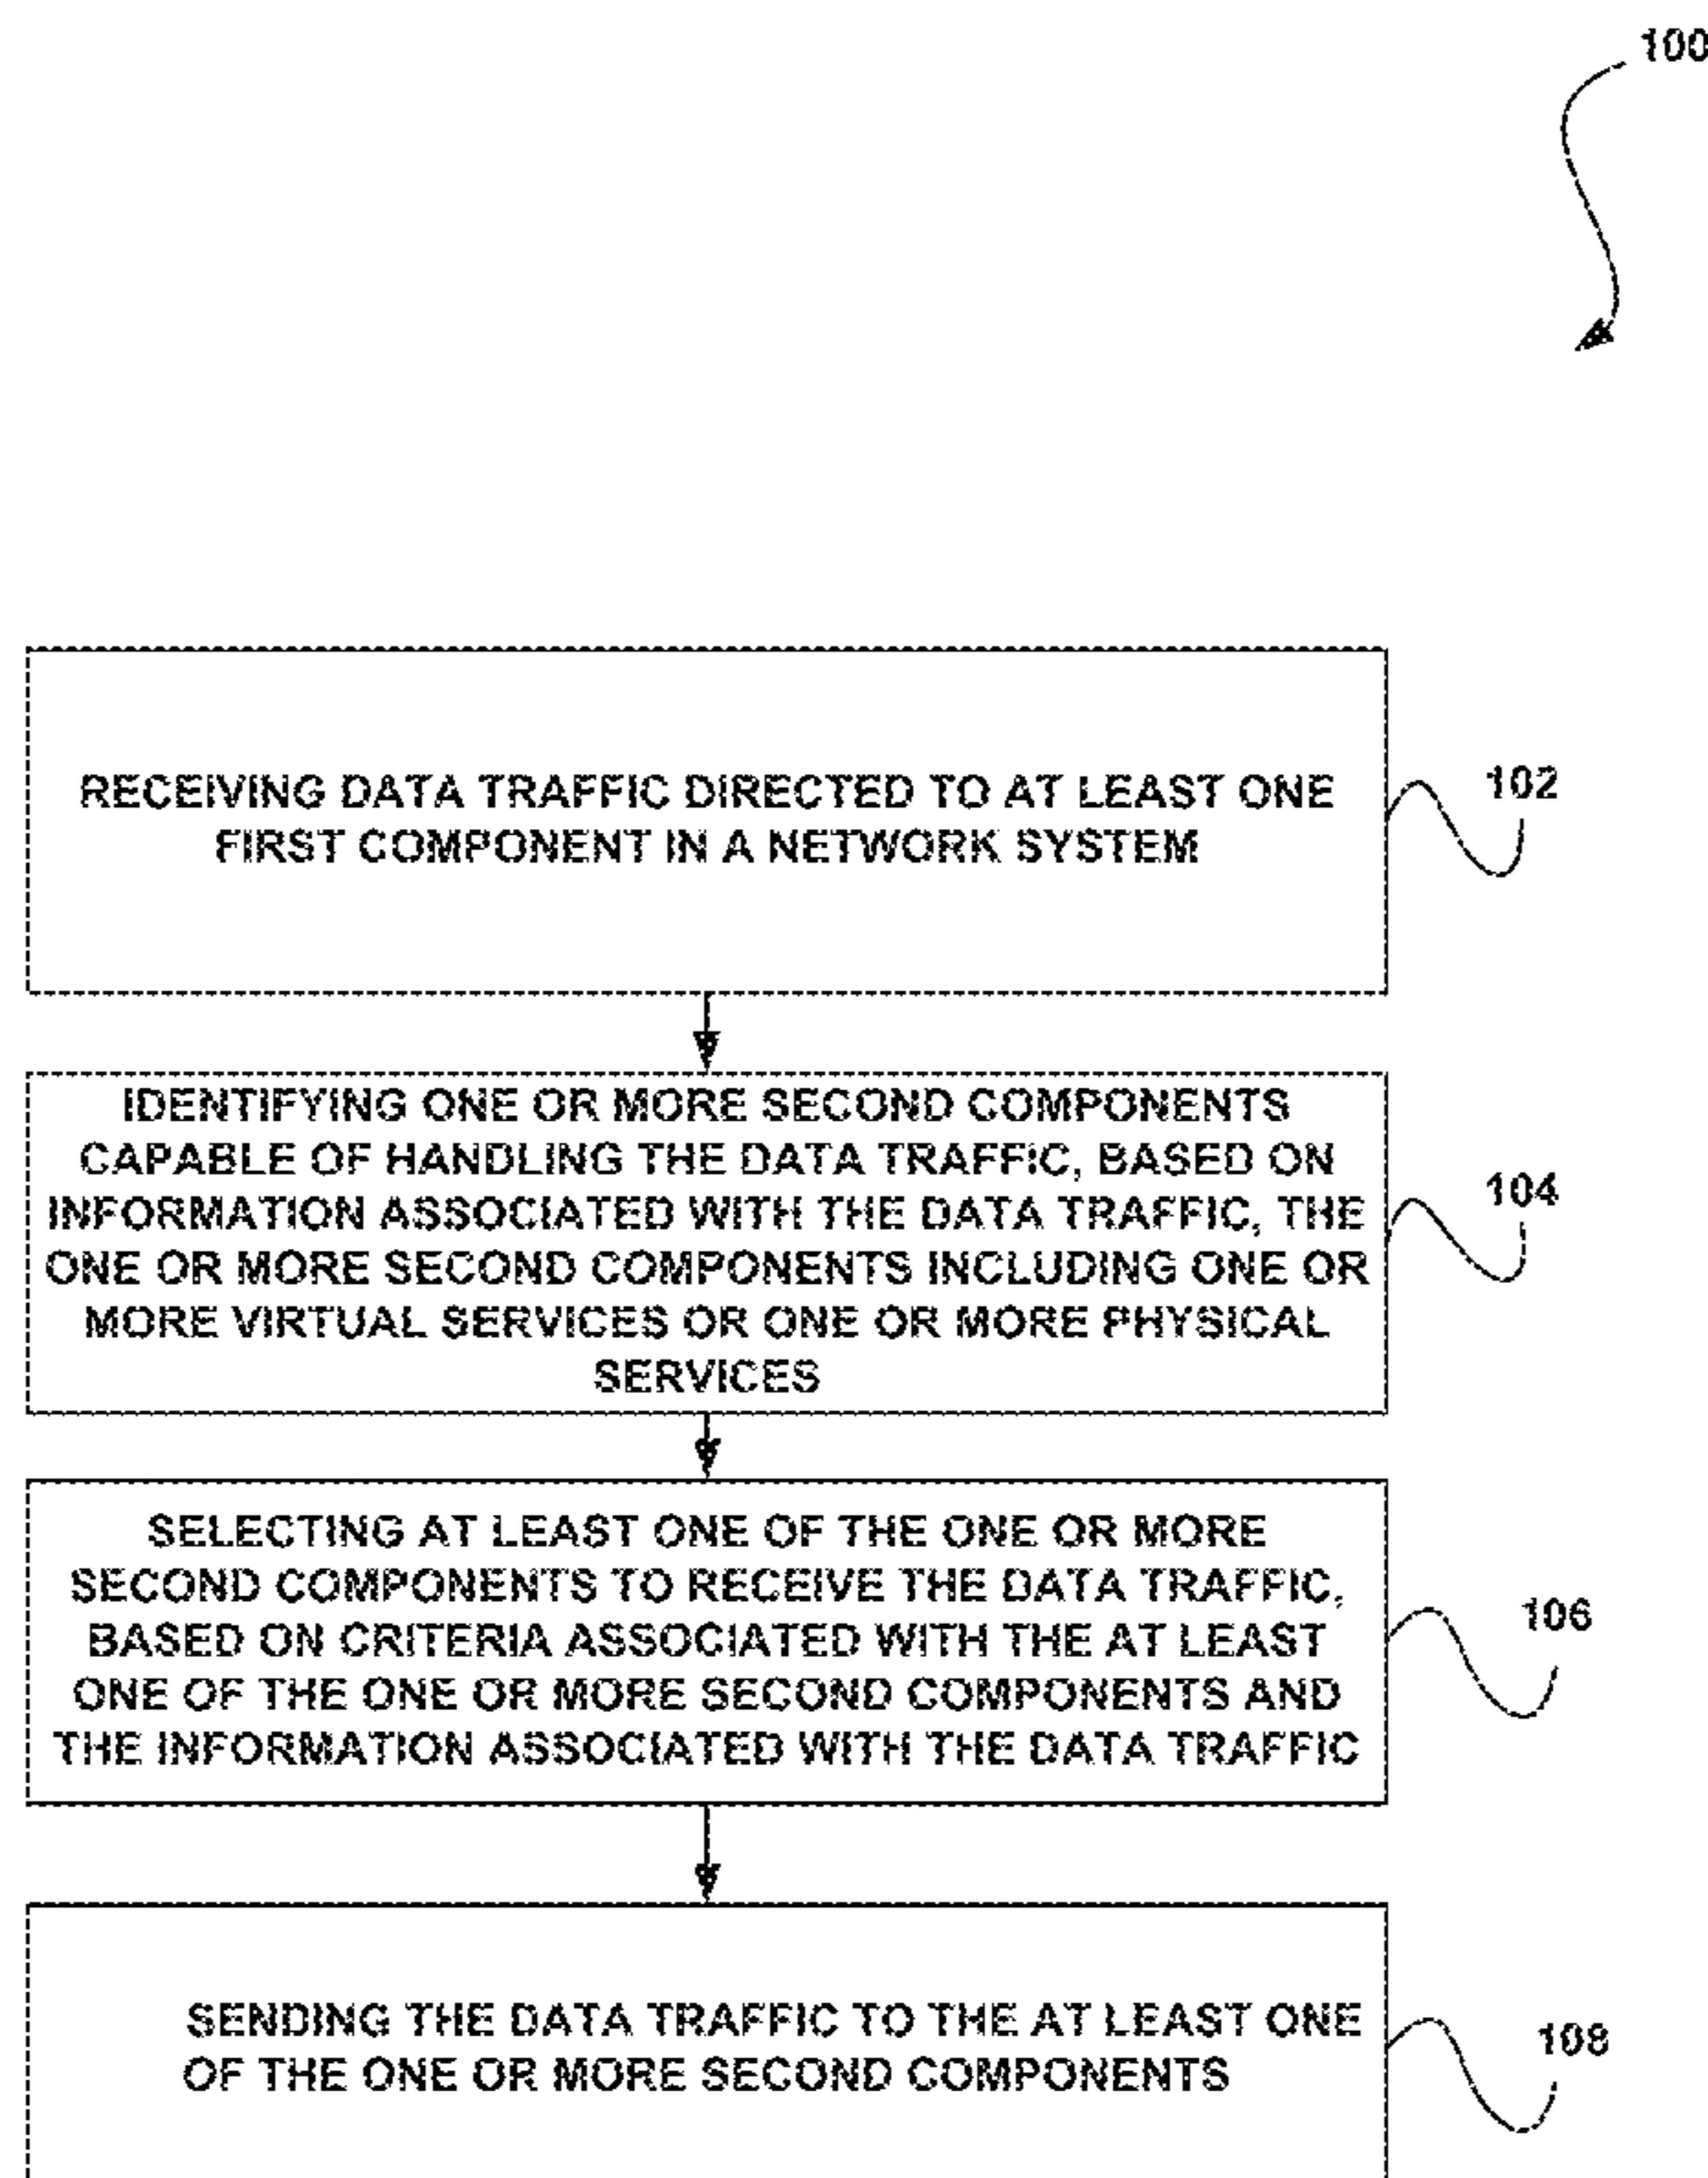 100
RECEIVING DATA TRAFFIC DIRECTED TO AT LEAST ONE
FIRST COMPONENT IN A NETWORK SYSTEM
102
IDENTIFYING ONE OR MORE SECOND COMPONENTS
CAPABLE OF HANDLING THE DATA TRAFFIC, BASED ON
INFORMATION ASSOCIATED WITH THE DATA TRAFFIC, THE
ONE OR MORE SECOND COMPONENTS INCLUDING ONE OR
MORE VIRTUAL SERVICES OR ONE OR MORE PHYSICAL
SERVICES
104
SELECTING AT LEAST ONE OF THE ONE OR MORE
SECOND COMPONENTS TO RECEIVE THE DATA TRAFFIC,
BASED ON CRITERIA ASSOCIATED WITH THE AT LEAST
ONE OF THE ONE OR MORE SECOND COMPONENTS AND
THE INFORMATION ASSOCIATED WITH THE DATA TRAFFIC
106
SENDING THE DATA TRAFFIC TO THE AT LEAST ONE
OF THE ONE OR MORE SECOND COMPONENTS
108